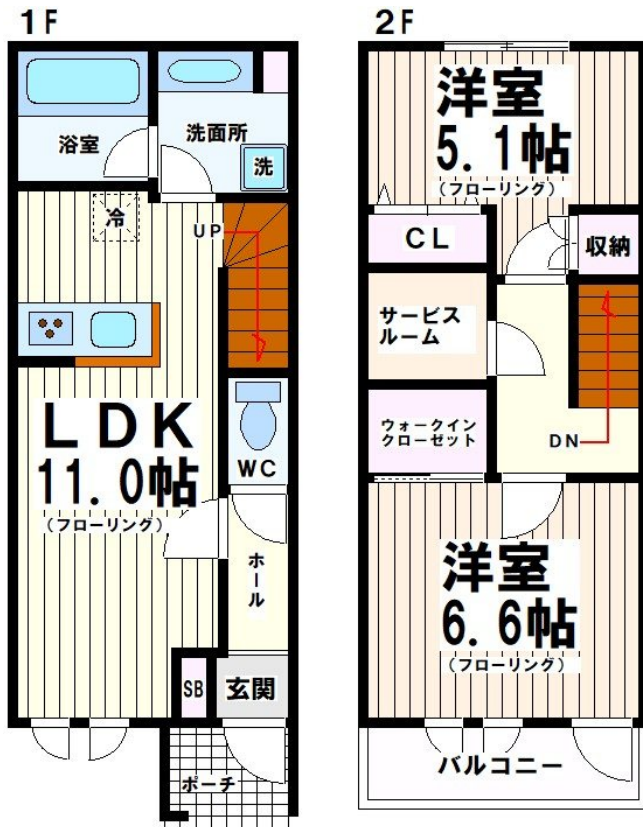 1F
浴室
洗面所
洗
冷
UP
LDK
11.0帖
(フローリング)
WC
ホール
SB
玄関
ポーチ
2F
洋室
5.1帖
(フローリング)
CL
収納
サービス
ルーム
ウォークイン
クローゼット
DN
洋室
6.6帖
(フローリング)
バルコニー